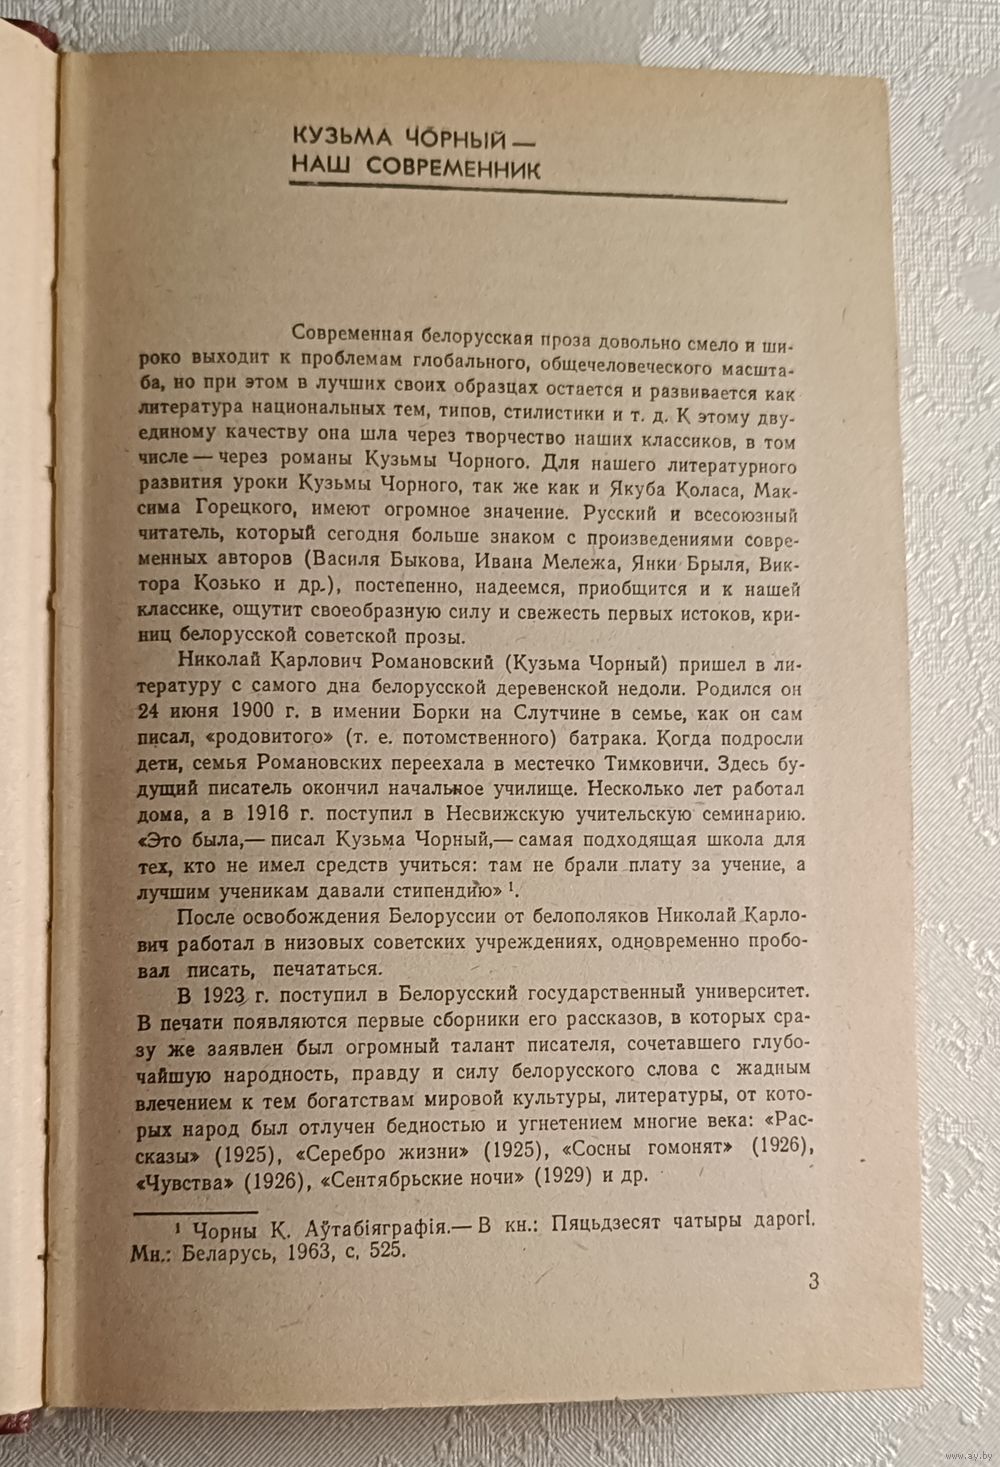 КУЗЬМА ЧОРНЫЙ —
НАШ СОВРЕМЕННИК
Современная белорусская проза довольно смело и ши-
роко выходит к проблемам глобального, общечеловеческого масшта-
ба, но при этом в лучших своих образцах остается и развивается как
литература национальных тем, типов, стилистики и т. д. К этому дву-
единому качеству она шла через творчество наших классиков, в том
числе — через романы Кузьмы Чорного. Для нашего литературного
развития уроки Кузьмы Чорного, так же как и Якуба Коласа, Мак-
сима Горецкого, имеют огромное значение. Русский и всесоюзный
читатель, который сегодня больше знаком с произведениями совре-
менных авторов (Василя Быкова, Ивана Мележа, Янки Брыля, Вик-
тора Козько и др.), постепенно, надеемся, приобщится и к нашей
классике, ощутит своеобразную силу и свежесть первых истоков, кри-
ниц белорусской советской прозы.
Николай Карлович Романовский (Кузьма Чорный) пришел в ли-
тературу с самого дна белорусской деревенской недоли. Родился он
24 июня 1900 г. в имении Борки на Слутчине в семье, как он сам
писал, «родовитого» (т. е. потомственного) батрака. Когда подросли
дети, семья Романовских переехала в местечко Тимковичи. Здесь бу-
дущий писатель окончил начальное училище. Несколько лет работал
дома, а в 1916 г. поступил в Несвижскую учительскую семинарию.
«Это была,— писал Кузьма Чорный,— самая подходящая школа для
тех, кто не имел средств учиться: там не брали плату за учение, а
лучшим ученикам давали стипендию» ¹.
После освобождения Белоруссии от белополяков Николай Карло-
вич работал в низовых советских учреждениях, одновременно пробо-
вал писать, печататься.
В 1923 г. поступил в Белорусский государственный университет.
В печати появляются первые сборники его рассказов, в которых сра-
зу же заявлен был огромный талант писателя, сочетавшего глубо-
чайшую народность, правду и силу белорусского слова с жадным
влечением к тем богатствам мировой культуры, литературы, от кото-
рых народ был отлучен бедностью и угнетением многие века: «Рас-
сказы» (1925), «Серебро жизни» (1925), «Сосны гомонят» (1926),
«Чувства» (1926), «Сентябрьские ночи» (1929) и др.
¹ Чорны К. Аўтабіяграфія.— В кн.: Пяцьдзесят чатыры дарогі.
Мн.: Беларусь, 1963, с. 525.
3
www.ay.by